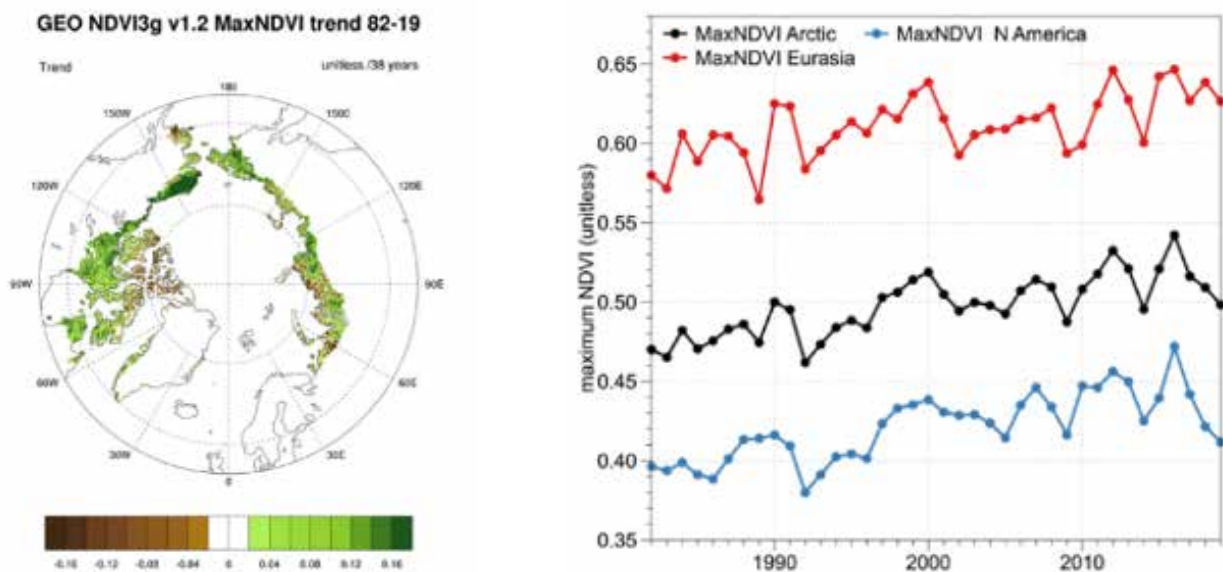 GEO NDVI3g v1.2 MaxNDVI trend 82-19
Trend
unitless /38 years
180
150W
150E
120W
120E
90W
90E
60W
60E
30W
30E
0
-0.16 -0.12 -0.08 -0.04 0 0.04 0.08 0.12 0.16
MaxNDVI Arctic
MaxNDVI N America
MaxNDVI Eurasia
maximum NDVI (unitless)
0.65
0.60
0.55
0.50
0.45
0.40
0.35
1990 2000 2010